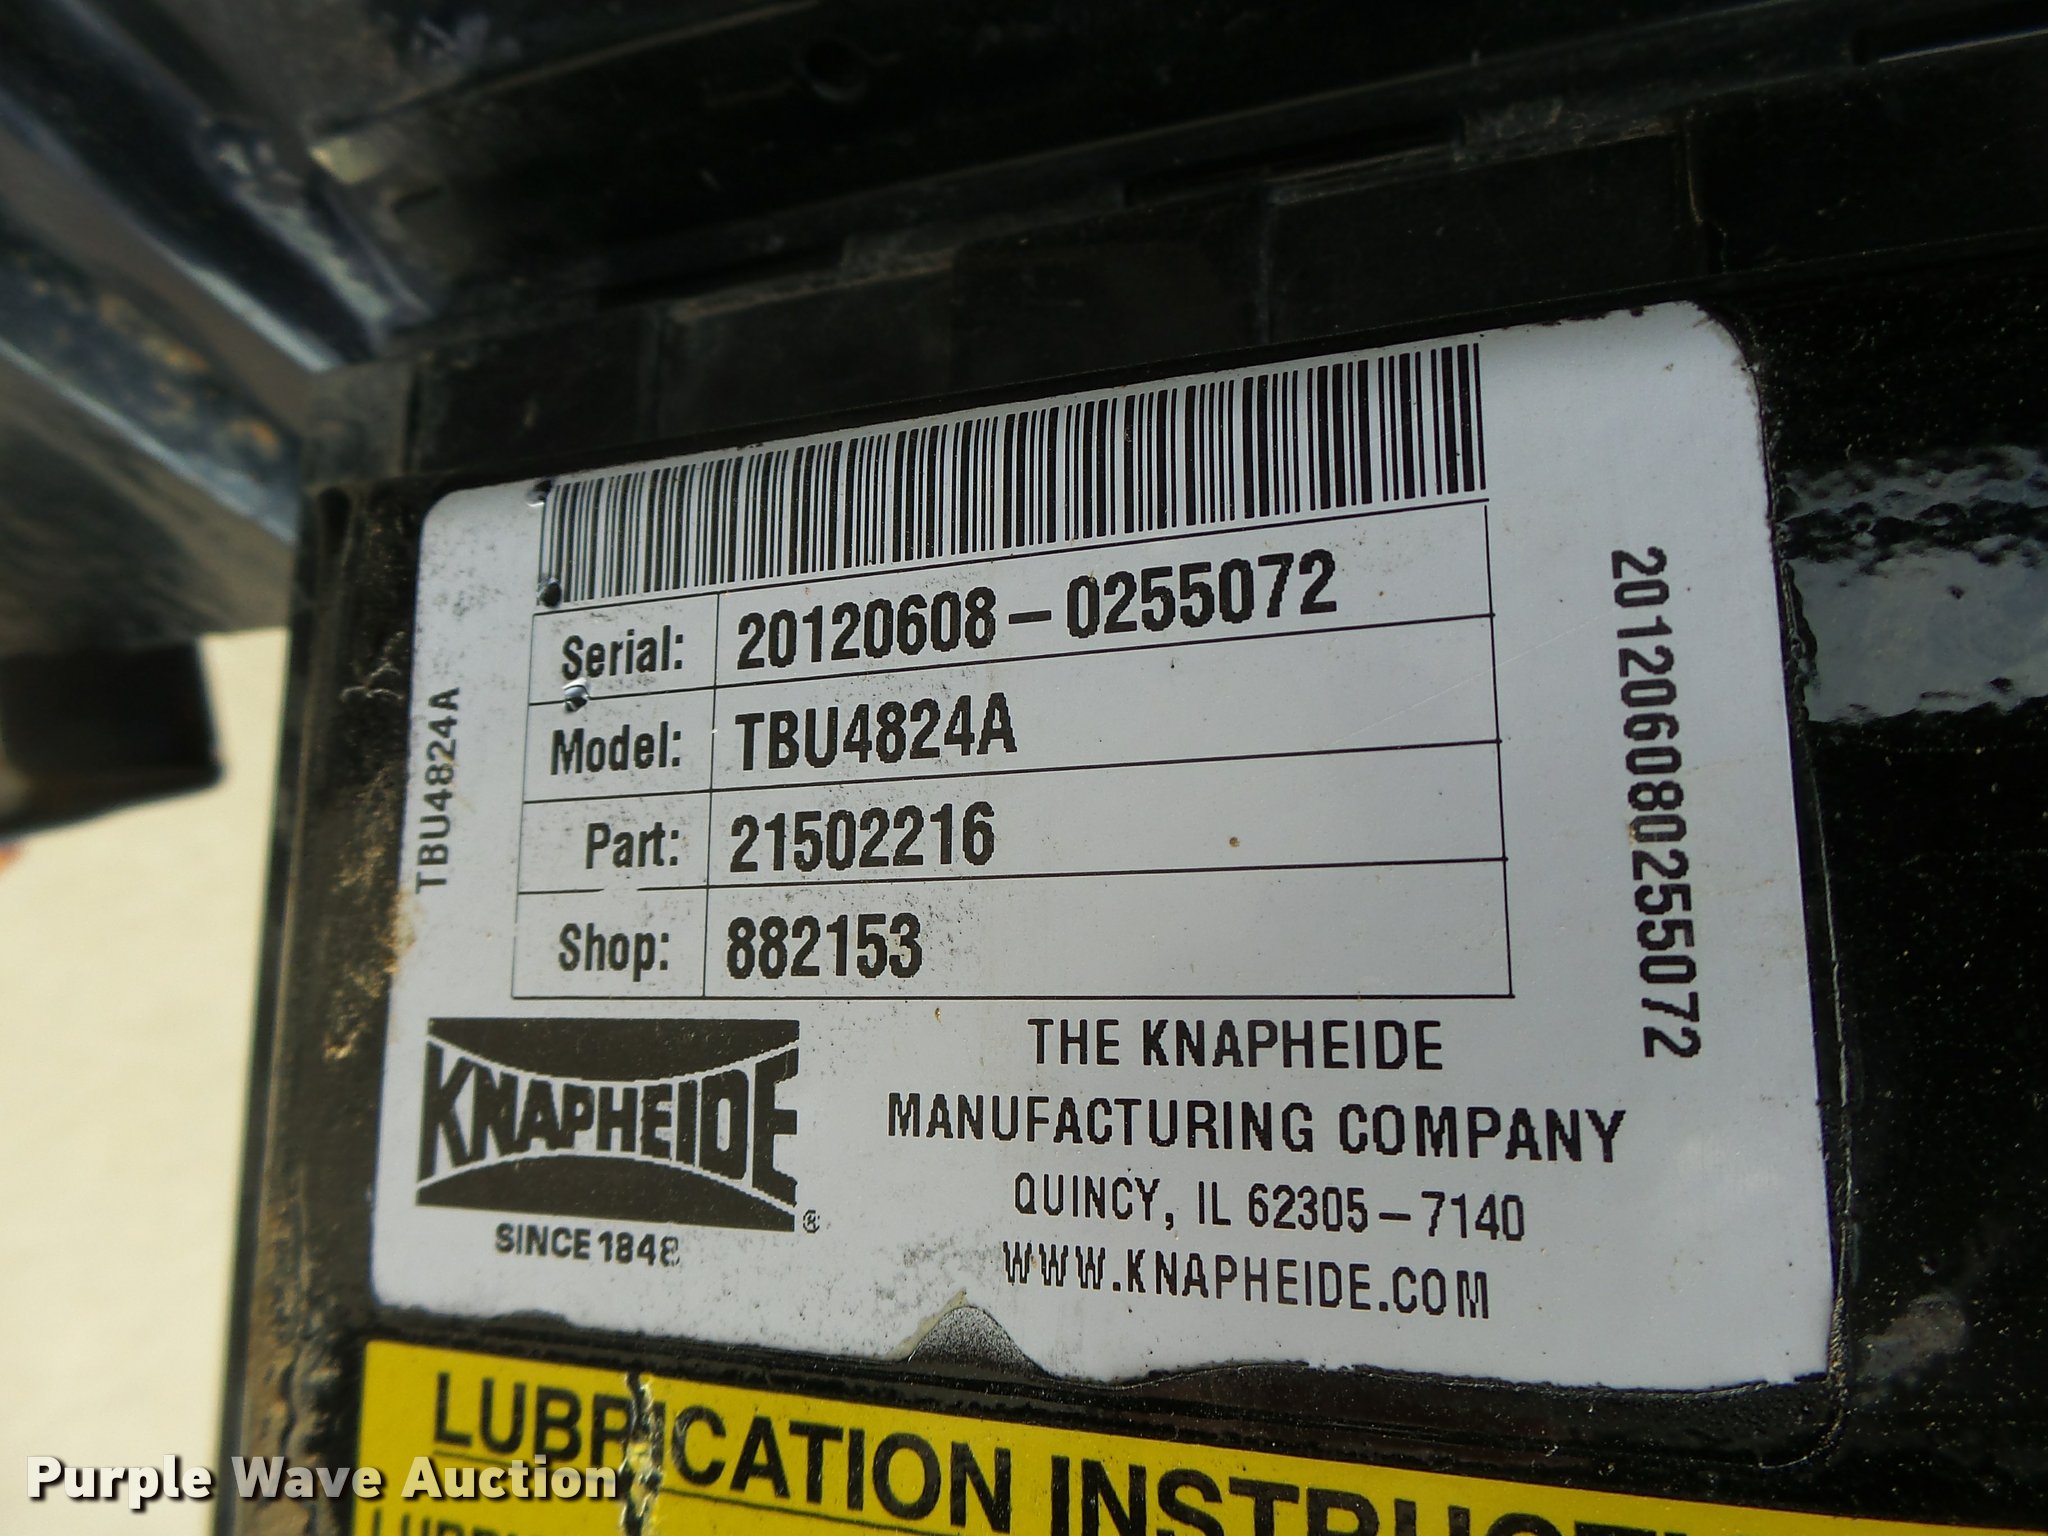 Serial: 20120608-0255072
Model: TBU4824A
Part: 21502216
Shop: 882153
TBU4824A
201206080255072
KNAPHEIDE
®
SINCE 1848
THE KNAPHEIDE
MANUFACTURING COMPANY
QUINCY, IL 62305-7140
WWW.KNAPHEIDE.COM
LUBRICATION
Purple Wave Auction